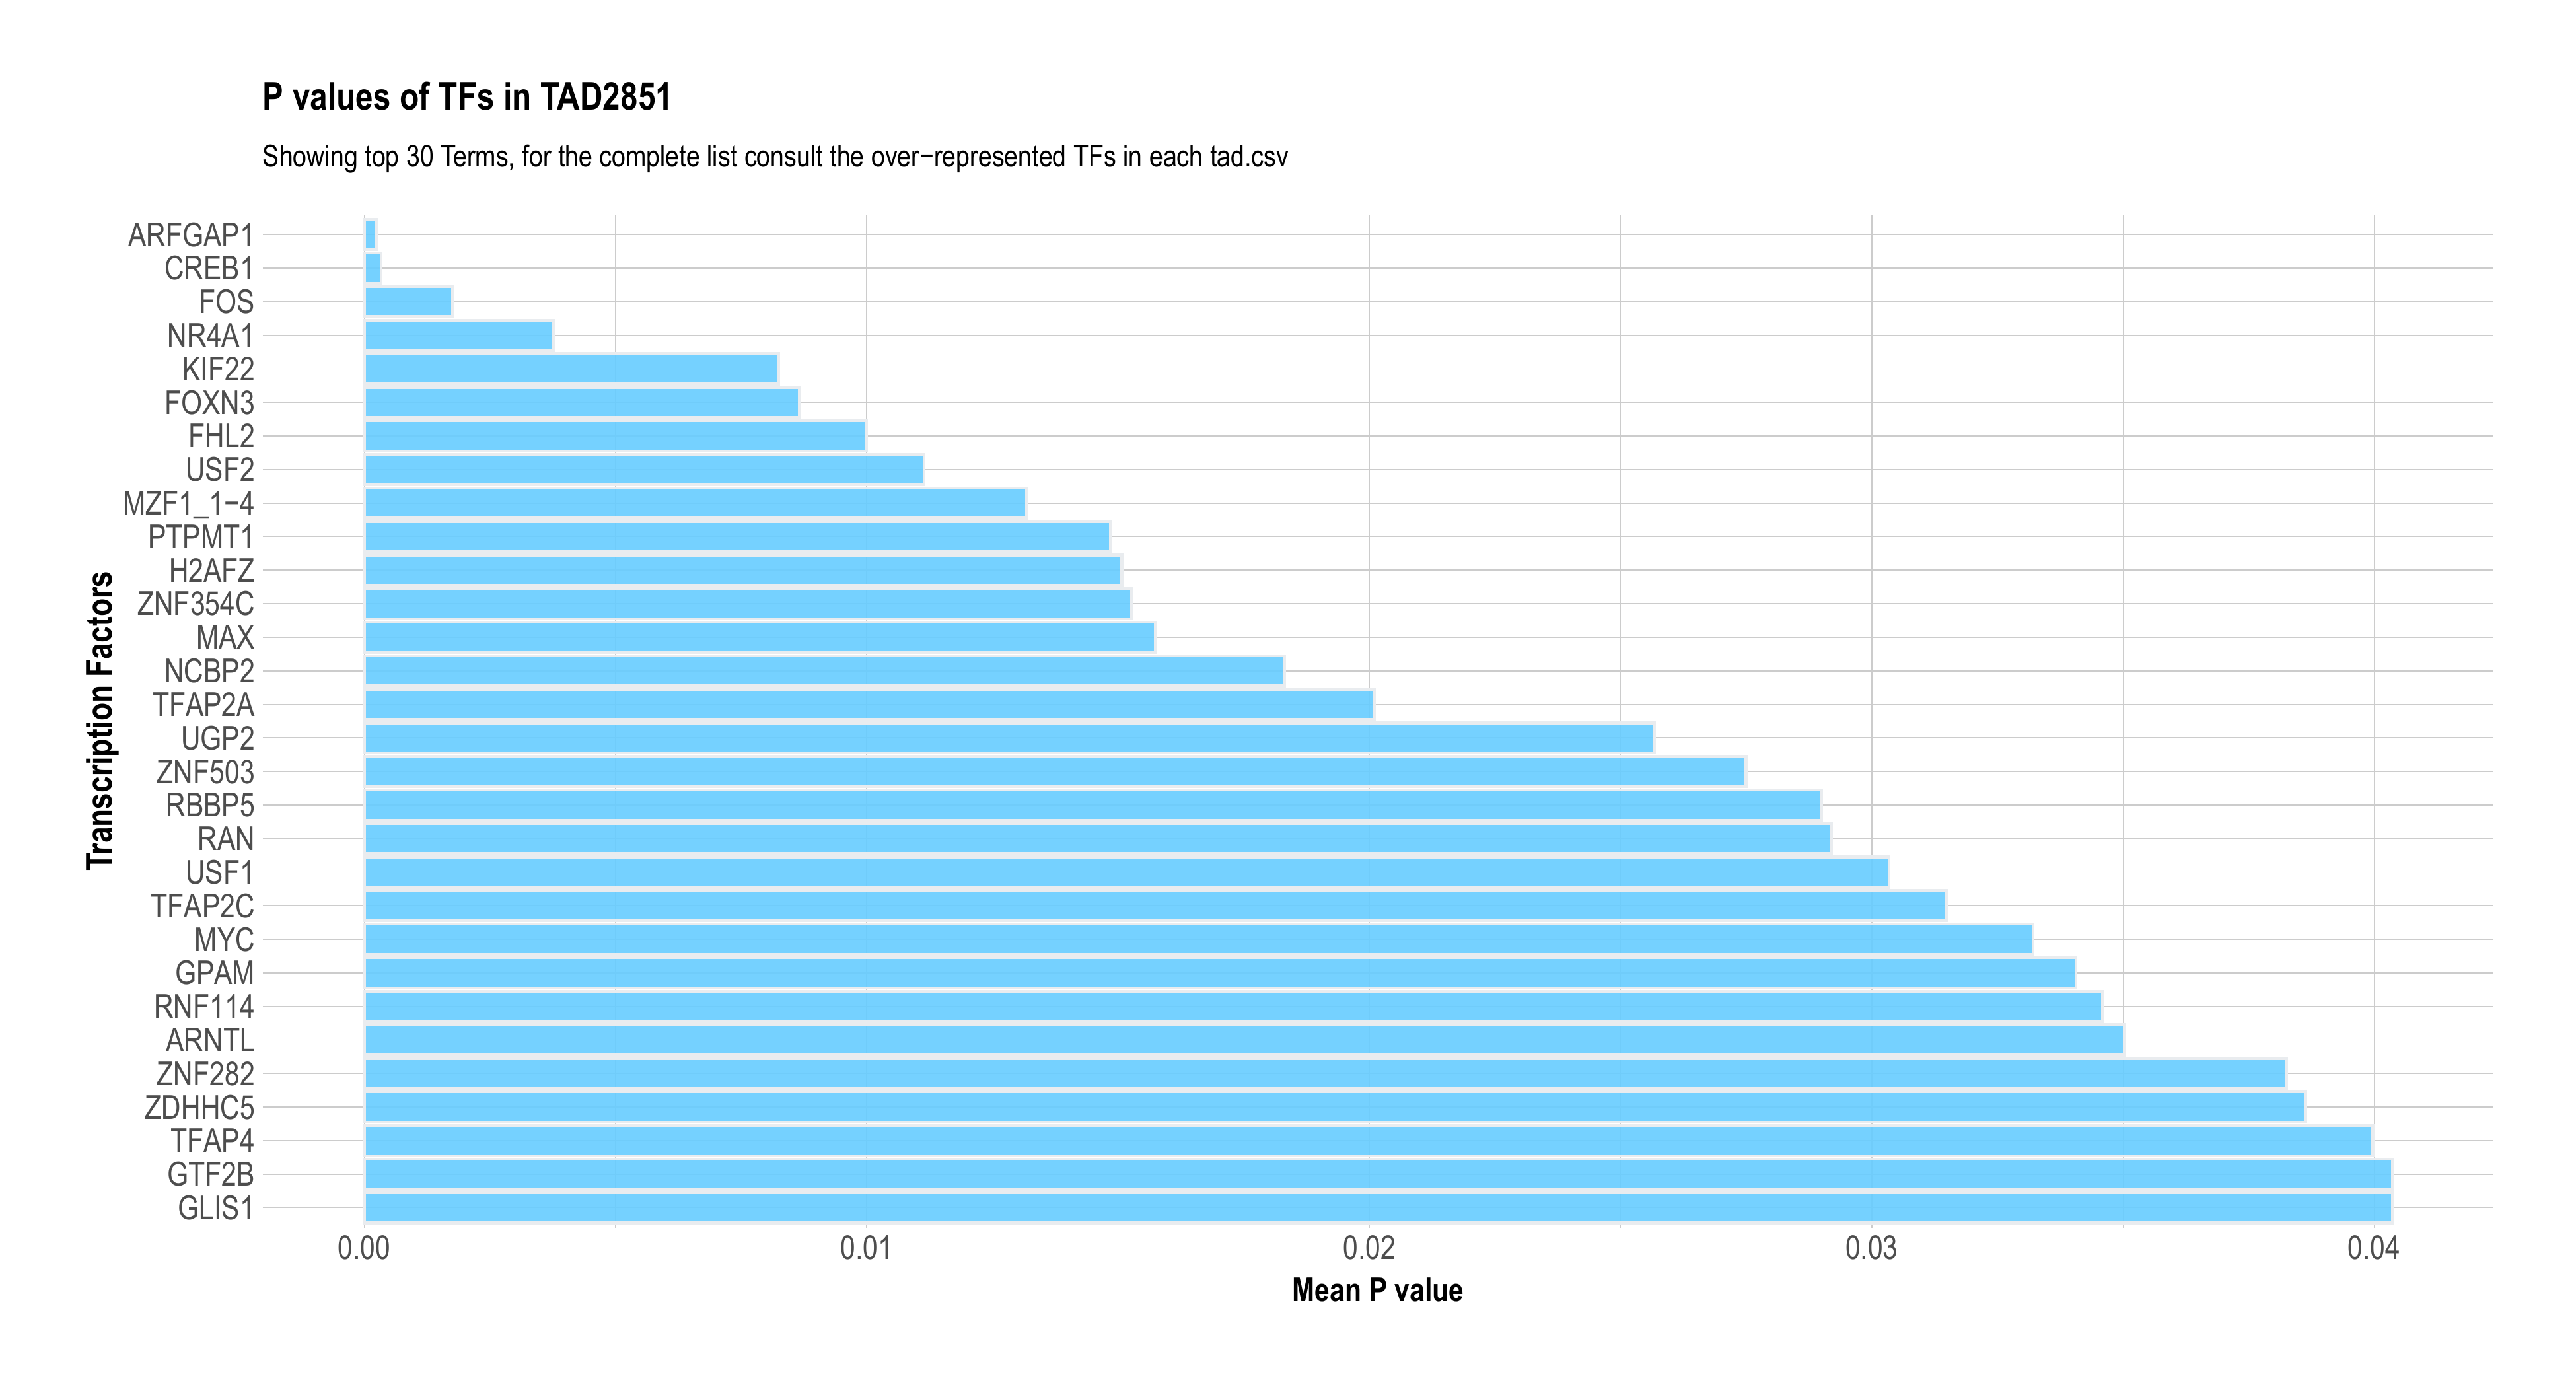 P values of TFs in TAD2851
Showing top 30 Terms, for the complete list consult the over−represented TFs in each tad.csv
Transcription Factors
ARFGAP1
CREB1
FOS
NR4A1
KIF22
FOXN3
FHL2
USF2
MZF1_1−4
PTPMT1
H2AFZ
ZNF354C
MAX
NCBP2
TFAP2A
UGP2
ZNF503
RBBP5
RAN
USF1
TFAP2C
MYC
GPAM
RNF114
ARNTL
ZNF282
ZDHHC5
TFAP4
GTF2B
GLIS1
0.00 0.01 0.02 0.03 0.04
Mean P value